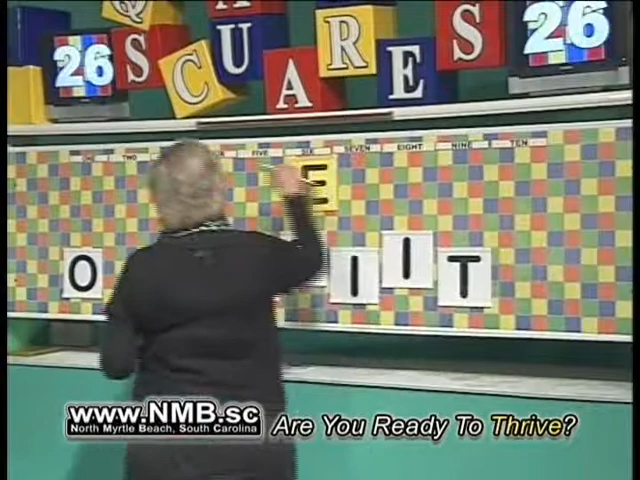 Q
26 SCUARES 26
TWO FIVE SIX SEVEN EIGHT NINE TEN
E
O I I T
www.NMB.sc
North Myrtle Beach, South Carolina
Are You Ready To Thrive?